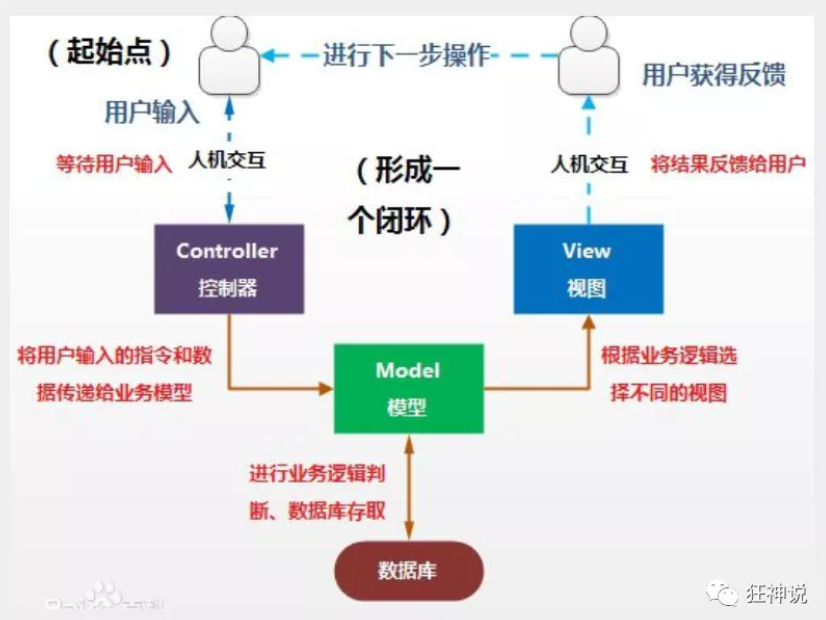 （起始点）
进行下一步操作
用户获得反馈
用户输入
等待用户输入
人机交互
（形成一
个闭环）
人机交互
将结果反馈给用户
Controller
控制器
View
视图
将用户输入的指令和数
据传递给业务模型
Model
模型
根据业务逻辑选
择不同的视图
进行业务逻辑判
断、数据库存取
数据库
狂神说